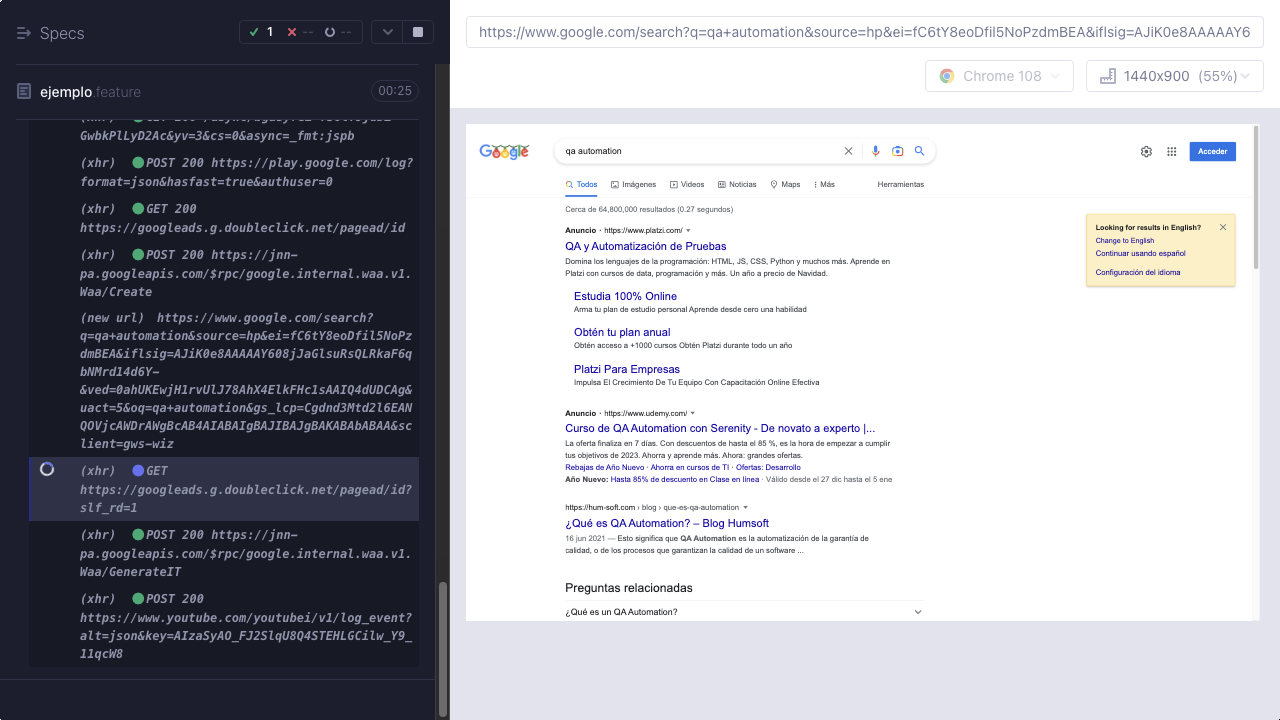 Specs
1 -- --
ejemplo.feature
00:25
GwbkPlLyD2Ac&yv=3&cs=0&async=_fmt:jspb
(xhr) POST 200 https://play.google.com/log?
format=json&hasfast=true&authuser=0
(xhr) GET 200
https://googleads.g.doubleclick.net/pagead/id
(xhr) POST 200 https://jnn-
pa.googleapis.com/$rpc/google.internal.waa.v1.
Waa/Create
(new url) https://www.google.com/search?
q=qa+automation&source=hp&ei=fC6tY8eoDfil5NoPz
dmBEA&iflsig=AJiK0e8AAAAAY608jJaGlsuRsQLRkaF6q
bNMrd14d6Y-
&ved=0ahUKEwjH1rvUlJ78AhX4ElkFHc1sAAIQ4dUDCAg&
uact=5&oq=qa+automation&gs_lcp=Cgdnd3Mtd2l6EAN
QOVjcAWDrAWgBcAB4AIABAIgBAJIBAJgBAKABAbABAA&sc
lient=gws-wiz
(xhr) GET
https://googleads.g.doubleclick.net/pagead/id?
slf_rd=1
(xhr) POST 200 https://jnn-
pa.googleapis.com/$rpc/google.internal.waa.v1.
Waa/GenerateIT
(xhr) POST 200
https://www.youtube.com/youtubei/v1/log_event?
alt=json&key=AIzaSyAO_FJ2SlqU8Q4STEHLGCilw_Y9_
11qcW8
https://www.google.com/search?q=qa+automation&source=hp&ei=fC6tY8eoDfil5NoPzdmBEA&iflsig=AJiK0e8AAAAAY6
Chrome 108
1440x900 (55%)
Google
qa automation
Acceder
Todos Imágenes Videos Noticias Maps Más Herramientas
Cerca de 64,800,000 resultados (0.27 segundos)
Looking for results in English?
Change to English
Continuar usando español
Configuración del idioma
Anuncio · https://www.platzi.com/
QA y Automatización de Pruebas
Domina los lenguajes de la programación: HTML, JS, CSS, Python y muchos más. Aprende en
Platzi con cursos de data, programación y más. Un año a precio de Navidad.
Estudia 100% Online
Arma tu plan de estudio personal Aprende desde cero una habilidad
Obtén tu plan anual
Obtén acceso a +1000 cursos Obtén Platzi durante todo un año
Platzi Para Empresas
Impulsa El Crecimiento De Tu Equipo Con Capacitación Online Efectiva
Anuncio · https://www.udemy.com/
Curso de QA Automation con Serenity - De novato a experto |...
La oferta finaliza en 7 días. Con descuentos de hasta el 85 %, es la hora de empezar a cumplir
tus objetivos de 2023. Ahorra y aprende más. Ahora: grandes ofertas.
Rebajas de Año Nuevo · Ahorra en cursos de TI · Ofertas: Desarrollo
Año Nuevo: Hasta 85% de descuento en Clase en línea · Válido desde el 27 dic hasta el 5 ene
https://hum-soft.com › blog › que-es-qa-automation
¿Qué es QA Automation? – Blog Humsoft
16 jun 2021 — Esto significa que QA Automation es la automatización de la garantía de
calidad, o de los procesos que garantizan la calidad de un software ...
Preguntas relacionadas
¿Qué es un QA Automation?